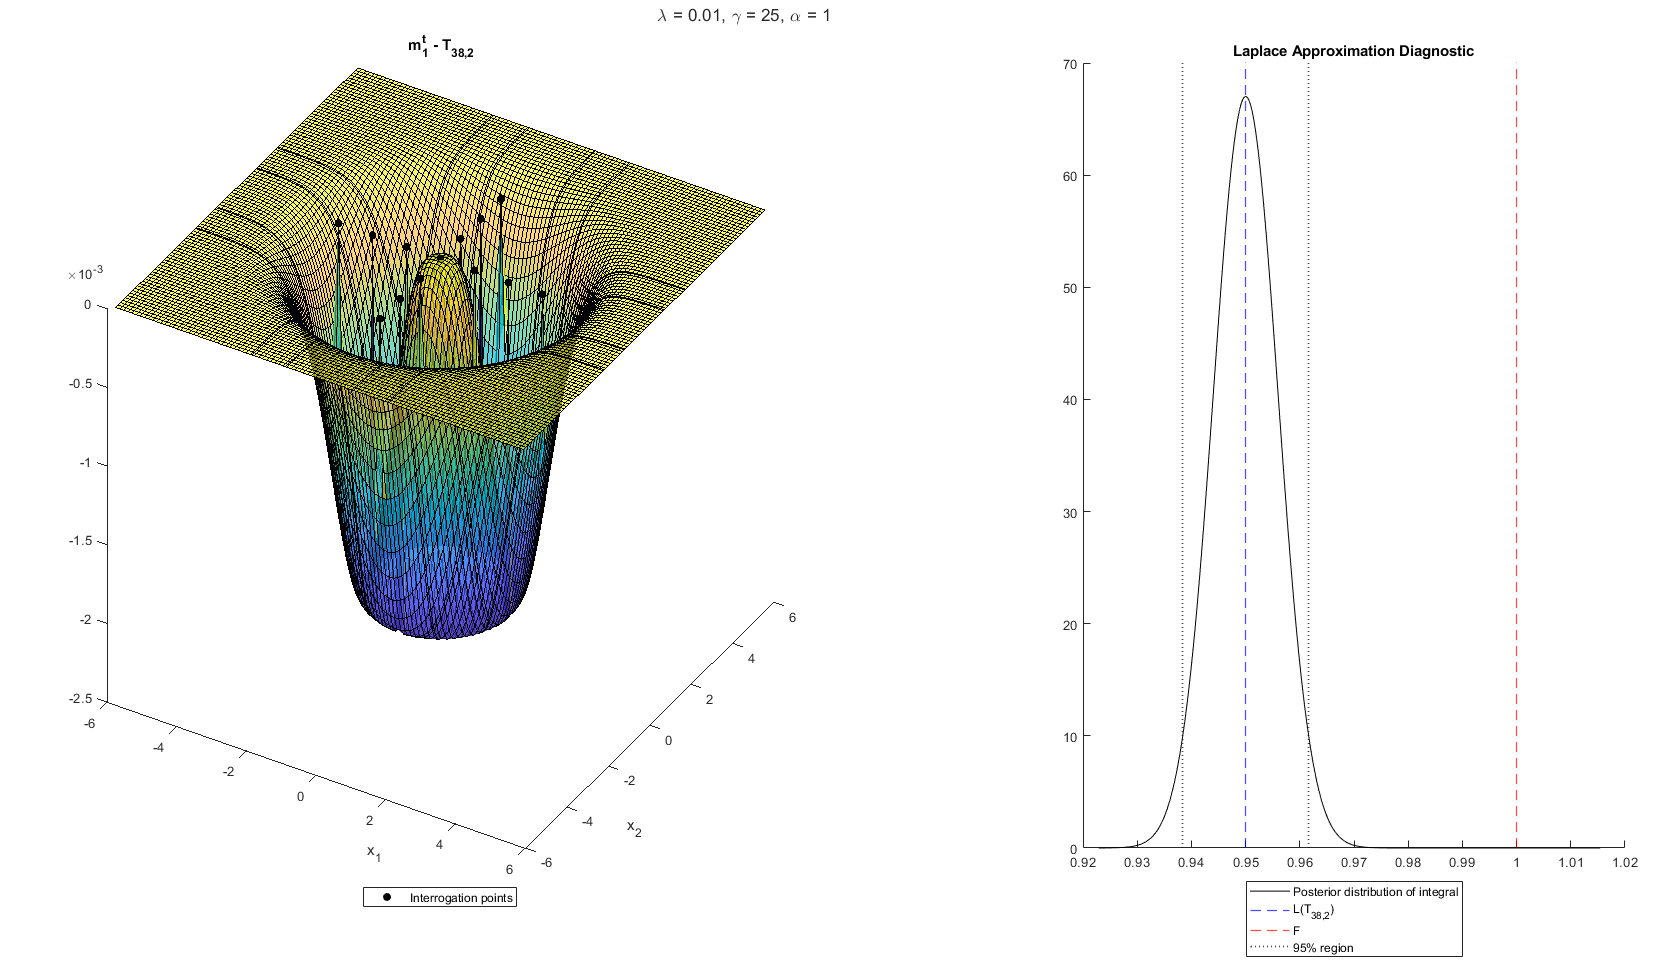 λ = 0.01, γ = 25, α = 1
m₁ᵗ - T₃₈,₂
×10⁻³
0
-0.5
-1
-1.5
-2
-2.5
-6
-4
-2
0
2
4
6
x₁
-6
-4
-2
0
2
4
6
x₂
Interrogation points
Laplace Approximation Diagnostic
70
60
50
40
30
20
10
0
0.92 0.93 0.94 0.95 0.96 0.97 0.98 0.99 1 1.01 1.02
Posterior distribution of integral
L(T₃₈,₂)
F
95% region